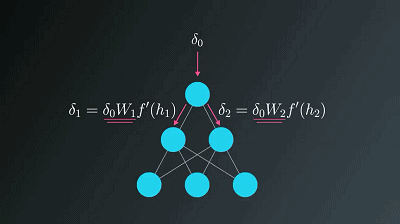 δ₀
δ₁ = δ₀W₁f′(h₁)
δ₂ = δ₀W₂f′(h₂)